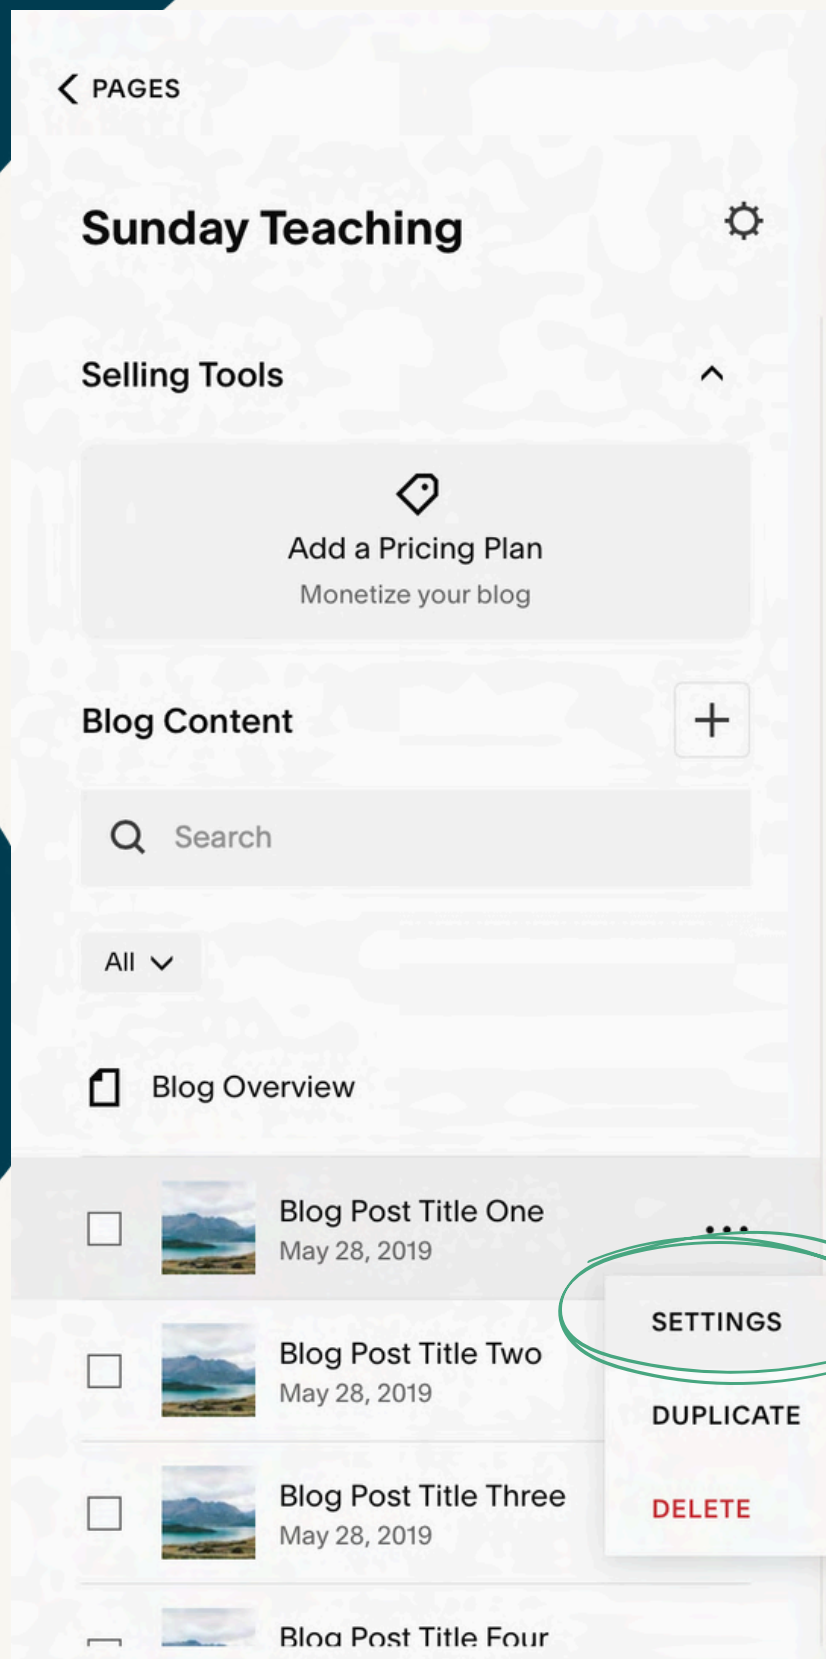 PAGES
Sunday Teaching
Selling Tools
Add a Pricing Plan
Monetize your blog
Blog Content
Search
All
Blog Overview
Blog Post Title One
May 28, 2019
SETTINGS
Blog Post Title Two
May 28, 2019
DUPLICATE
Blog Post Title Three
May 28, 2019
DELETE
Blog Post Title Four